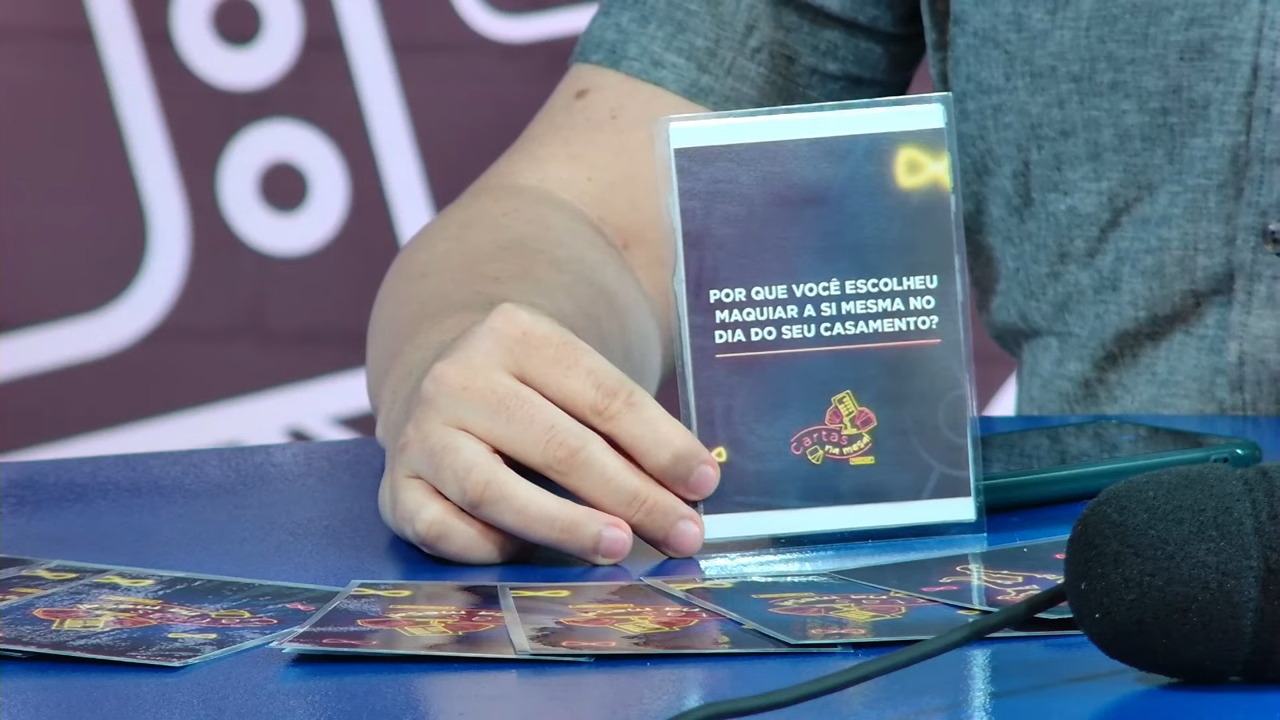 POR QUE VOCÊ ESCOLHEU
MAQUIAR A SI MESMA NO
DIA DO SEU CASAMENTO?
Cartas
na mesa